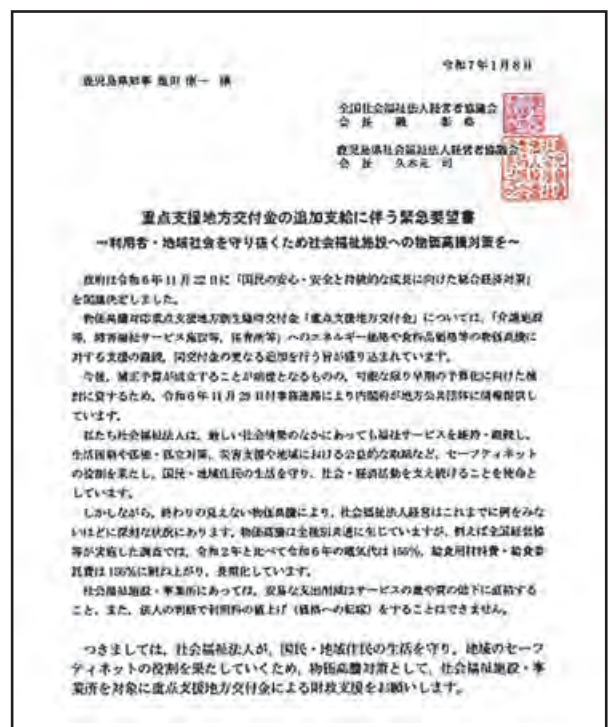 令和7年1月8日
鹿児島県知事 塩田 康一 様
全国社会福祉法人経営者協議会
会 長 磯 彰 格
鹿児島県社会福祉法人経営者協議会
会 長 久木元 司
重点支援地方交付金の追加支給に伴う緊急要望書
～利用者・地域社会を守り抜くため社会福祉施設への物価高騰対策を～
政府は令和6年11月22日に「国民の安心・安全と持続的な成長に向けた総合経済対策」
を閣議決定しました。
物価高騰対応重点支援地方創生臨時交付金「重点支援地方交付金」については、「介護施設
等、障害福祉サービス施設等、保育所等」へのエネルギー価格や食料品価格等の物価高騰に
対する支援の継続、同交付金の更なる追加を行う旨が盛り込まれています。
今後、補正予算が成立することが前提となるものの、可能な限り早期の予算化に向けた検
討に資するため、令和6年11月29日付事務連絡により内閣府が地方公共団体に情報提供し
ています。
私たち社会福祉法人は、厳しい社会情勢のなかにあっても福祉サービスを維持・継続し、
生活困窮や孤独・孤立対策、災害支援や地域における公益的な取組など、セーフティネット
の役割を果たし、国民・地域住民の生活を守り、社会・経済活動を支え続けることを使命と
しています。
しかしながら、終わりの見えない物価高騰により、社会福祉法人経営はこれまでに例をみな
いほどに深刻な状況にあります。物価高騰は全種別共通に生じていますが、例えば全国経営協
等が実施した調査では、令和2年と比べて令和6年の電気代は155%、給食用材料費・給食委
託費は135%に跳ね上がり、長期化しています。
社会福祉施設・事業所にあっては、安易な支出削減はサービスの量や質の低下に直結する
こと、また、法人の判断で利用料の値上げ（価格への転嫁）をすることはできません。
つきましては、社会福祉法人が、国民・地域住民の生活を守り、地域のセーフ
ティネットの役割を果たしていくため、物価高騰対策として、社会福祉施設・事
業所を対象に重点支援地方交付金による財政支援をお願いします。